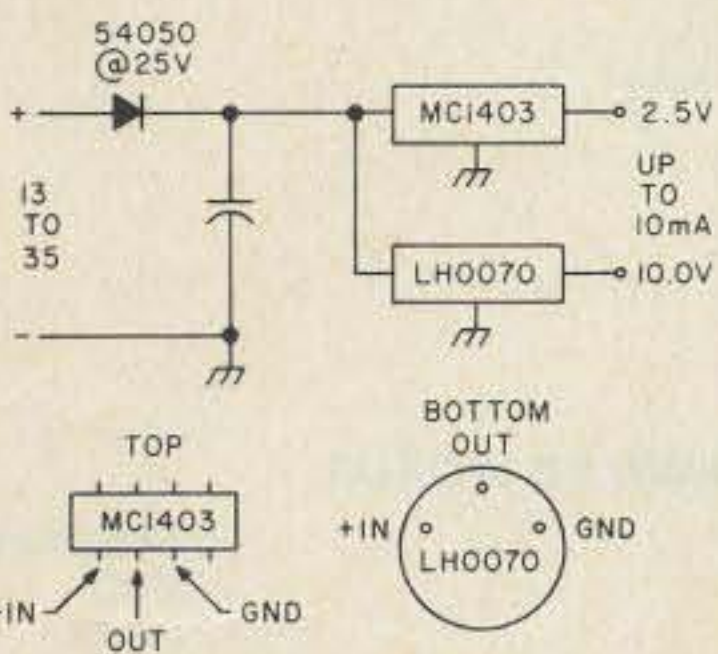 54050
@25V
+
MC1403
2.5V
13
TO
35
UP
TO
10mA
LH0070
10.0V
-
TOP
MC1403
IN
OUT
GND
BOTTOM
OUT
+IN
GND
LH0070